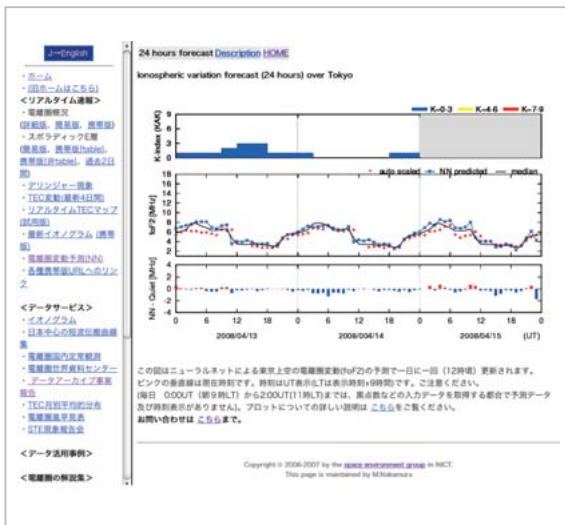 J→English
・ホーム
・(旧ホームはこちら)
<リアルタイム速報>
・電離圏概況
(詳細版、簡易版、携帯版)
・スポラディックE層
(簡易版、携帯版[table]、
携帯版[非table]、過去2日
間)
・デリンジャー現象
・TEC変動(最新4日間)
・リアルタイムTECマップ
(試用版)
・最新イオノグラム (携帯
版)
・電離圏変動予測(NN)
・各種携帯版URLへのリン
ク
<データサービス>
・イオノグラム
・日本中心の短波伝搬曲線
集
・電離圏国内定常観測
・電離圏世界資料センター
・データアーカイブ事業
報告
・TEC月別平均的分布
・電離圏嵐早見表
・STE現象報告会
<データ活用事例>
<電離圏の解説集>
24 hours forecast Description HOME
Ionospheric variation forecast (24 hours) over Tokyo
K=0-3 K=4-6 K=7-9
K-index (KAK)
9
6
3
0
auto scaled NN predicted median
foF2 [MHz]
18
16
14
12
10
8
6
4
2
0
NN - Quiet [MHz]
4
2
0
-2
-4
0 6 12 18 0 6 12 18 0 6 12 18 0
2008/04/13 2008/04/14 2008/04/15 (UT)
この図はニューラルネットによる東京上空の電離圏変動(foF2)の予測で一日に一回（12時頃）更新されます。
ピンクの垂直線は現在時刻です。時刻はUT表示(LTは表示時刻+9時間)です。ご注意ください。
(毎日 0:00UT（朝９時LT）から2:00UT(11時LT)までは、黒点数などの入力データを取得する都合で予測データ
及び時刻表示がありません)。プロットについての詳しい説明は こちらをご覧ください。
お問い合わせは こちらまで。
Copyright © 2006-2007 by the space environment group in NICT.
This page is maintained by M.Nakamura